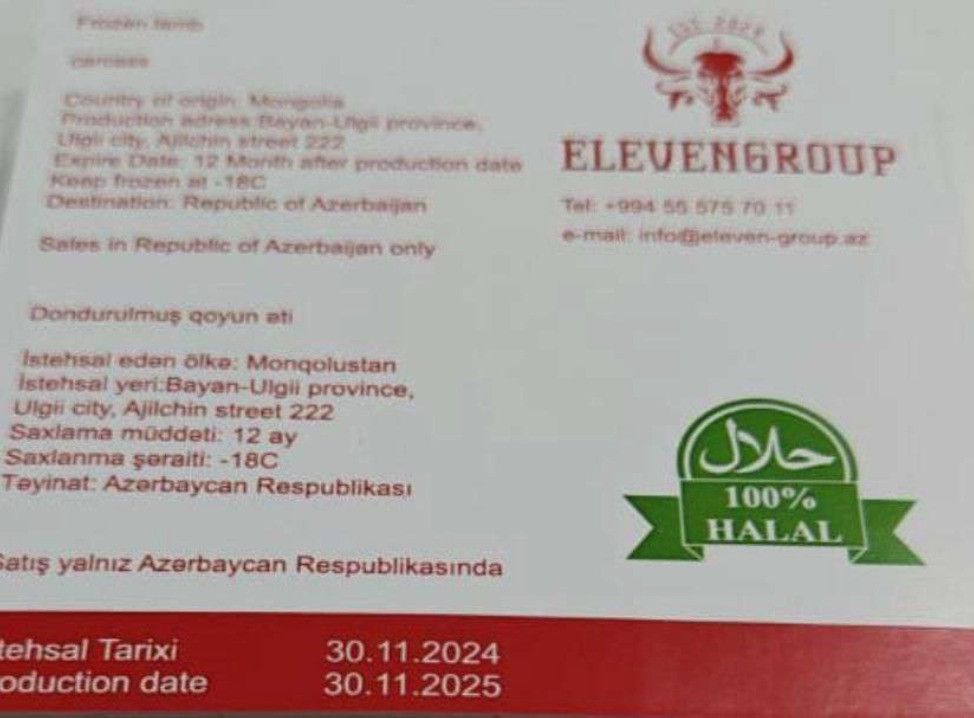 Frozen lamb
carcass
Country of origin: Mongolia
Production adress Bayan-Ulgii province,
Ulgii city, Ajilchin street 222
Expire Date: 12 Month after production date
Keep frozen at -18C
Destination: Republic of Azerbaijan
Sales in Republic of Azerbaijan only
ELEVENGROUP
Tel: +994 55 575 70 11
e-mail: info@eleven-group.az
Dondurulmuş qoyun əti
İstehsal edən ölkə: Monqolustan
İstehsal yeri:Bayan-Ulgii province,
Ulgii city, Ajilchin street 222
Saxlama müddəti: 12 ay
Saxlanma şəraiti: -18C
Təyinat: Azərbaycan Respublikası
Satış yalnız Azərbaycan Respublikasında
حلال
100%
HALAL
tehsal Tarixi 30.11.2024
oduction date 30.11.2025